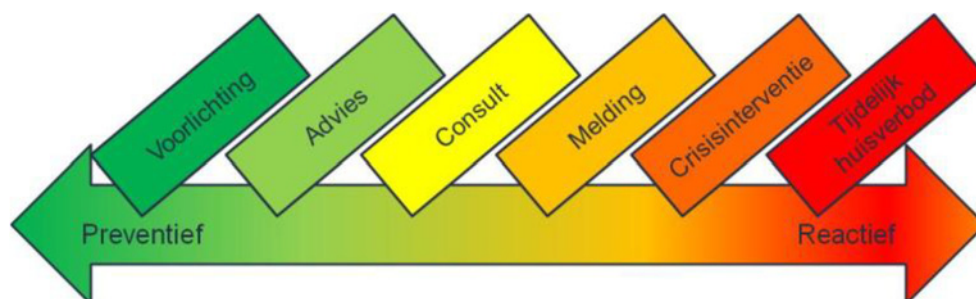 Voorlichting
Advies
Consult
Melding
Crisisinterventie
Tijdelijk
huisverbod
Preventief
Reactief